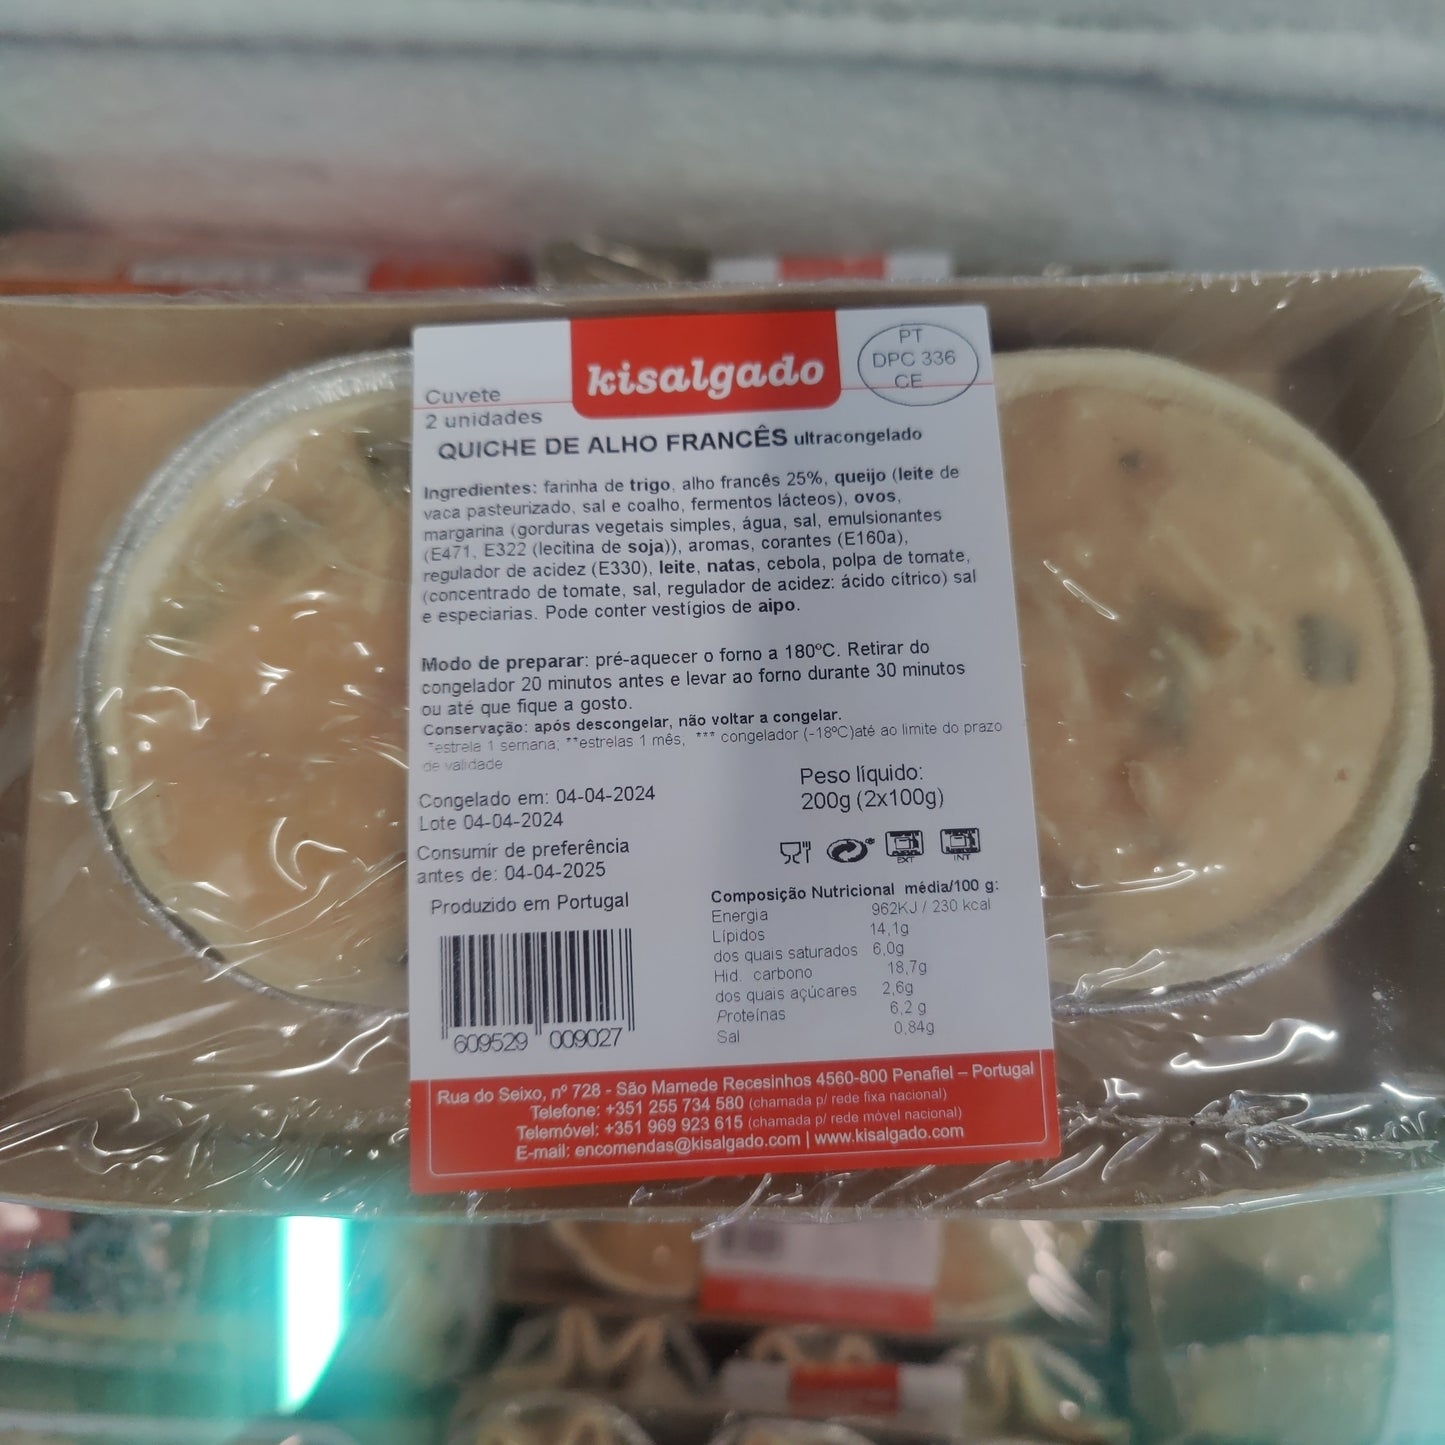 kisalgado
PT
DPC 336
CE
Cuvete
2 unidades
QUICHE DE ALHO FRANCÊS ultracongelado
Ingredientes: farinha de trigo, alho francês 25%, queijo (leite de
vaca pasteurizado, sal e coalho, fermentos lácteos), ovos,
margarina (gorduras vegetais simples, água, sal, emulsionantes
(E471, E322 (lecitina de soja)), aromas, corantes (E160a),
regulador de acidez (E330), leite, natas, cebola, polpa de tomate,
(concentrado de tomate, sal, regulador de acidez: ácido cítrico) sal
e especiarias. Pode conter vestígios de aipo.
Modo de preparar: pré-aquecer o forno a 180ºC. Retirar do
congelador 20 minutos antes e levar ao forno durante 30 minutos
ou até que fique a gosto.
Conservação: após descongelar, não voltar a congelar.
*estrela 1 semana; **estrelas 1 mês, *** congelador (-18ºC)até ao limite do prazo
de validade
Congelado em: 04-04-2024
Lote 04-04-2024
Consumir de preferência
antes de: 04-04-2025
Produzido em Portugal
Peso líquido:
200g (2x100g)
EXT
INT
Composição Nutricional média/100 g:
Energia 962KJ / 230 kcal
Lípidos 14,1g
dos quais saturados 6,0g
Hid. carbono 18,7g
dos quais açúcares 2,6g
Proteínas 6,2 g
Sal 0,84g
609529 009027
Rua do Seixo, nº 728 - São Mamede Recesinhos 4560-800 Penafiel – Portugal
Telefone: +351 255 734 580 (chamada p/ rede fixa nacional)
Telemóvel: +351 969 923 615 (chamada p/ rede móvel nacional)
E-mail: encomendas@kisalgado.com | www.kisalgado.com